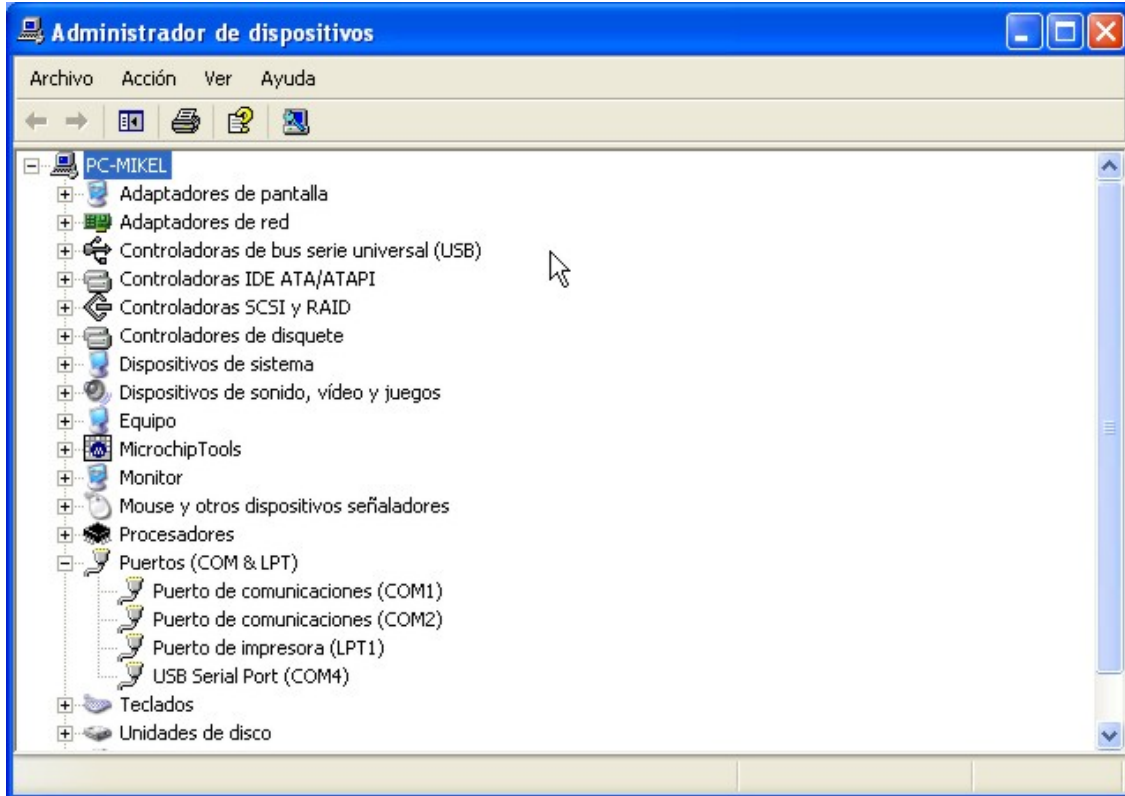 Administrador de dispositivos
Archivo Acción Ver Ayuda
PC-MIKEL
Adaptadores de pantalla
Adaptadores de red
Controladoras de bus serie universal (USB)
Controladoras IDE ATA/ATAPI
Controladoras SCSI y RAID
Controladores de disquete
Dispositivos de sistema
Dispositivos de sonido, vídeo y juegos
Equipo
MicrochipTools
Monitor
Mouse y otros dispositivos señaladores
Procesadores
Puertos (COM & LPT)
Puerto de comunicaciones (COM1)
Puerto de comunicaciones (COM2)
Puerto de impresora (LPT1)
USB Serial Port (COM4)
Teclados
Unidades de disco